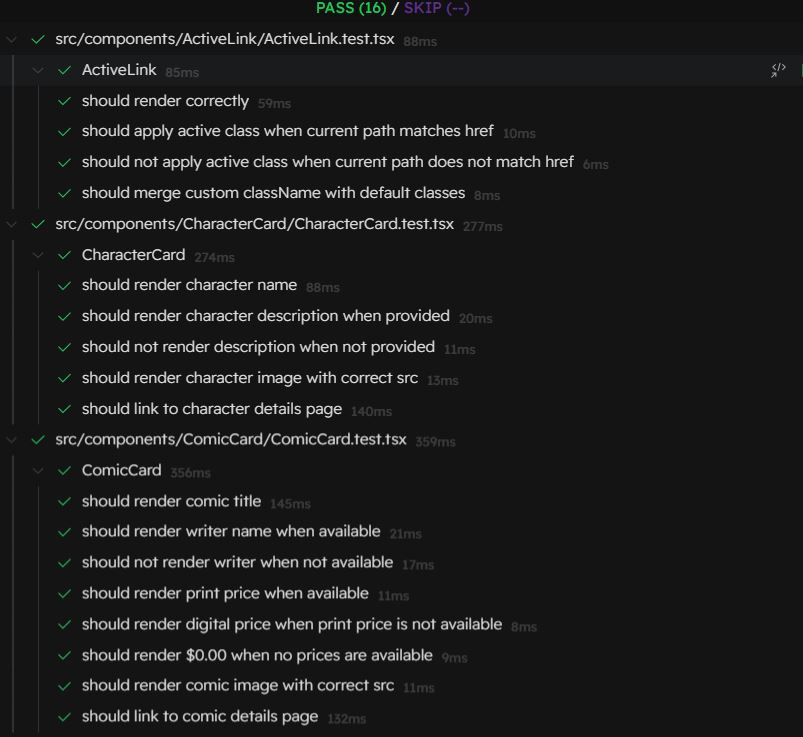 PASS (16) / SKIP (--)
src/components/ActiveLink/ActiveLink.test.tsx 88ms
ActiveLink 85ms
should render correctly 59ms
should apply active class when current path matches href 10ms
should not apply active class when current path does not match href 6ms
should merge custom className with default classes 8ms
src/components/CharacterCard/CharacterCard.test.tsx 277ms
CharacterCard 274ms
should render character name 88ms
should render character description when provided 20ms
should not render description when not provided 11ms
should render character image with correct src 13ms
should link to character details page 140ms
src/components/ComicCard/ComicCard.test.tsx 359ms
ComicCard 356ms
should render comic title 145ms
should render writer name when available 21ms
should not render writer when not available 17ms
should render print price when available 11ms
should render digital price when print price is not available 8ms
should render $0.00 when no prices are available 9ms
should render comic image with correct src 11ms
should link to comic details page 132ms